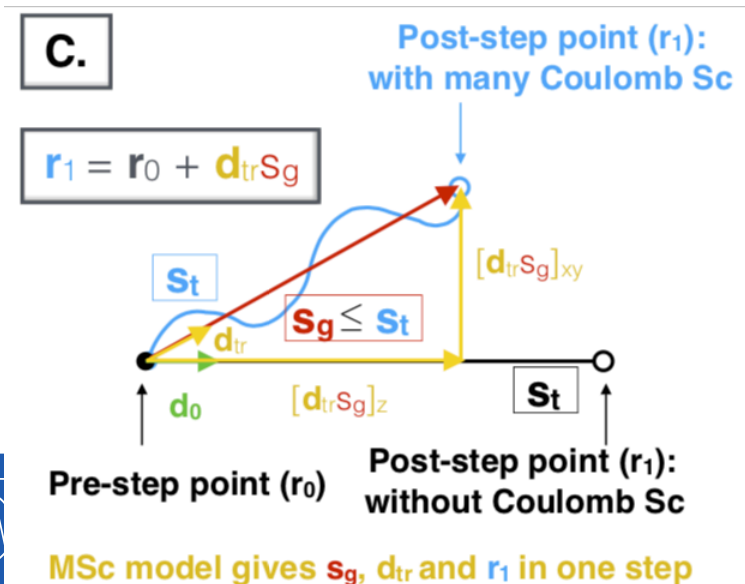 C.
Post-step point (r₁):
with many Coulomb Sc
r₁ = r₀ + dₜᵣsg
[dₜᵣsg]xy
sₜ
sg ≤ sₜ
dₜᵣ
d₀
[dₜᵣsg]z
sₜ
Pre-step point (r₀)
Post-step point (r₁):
without Coulomb Sc
MSc model gives sg, dₜᵣ and r₁ in one step